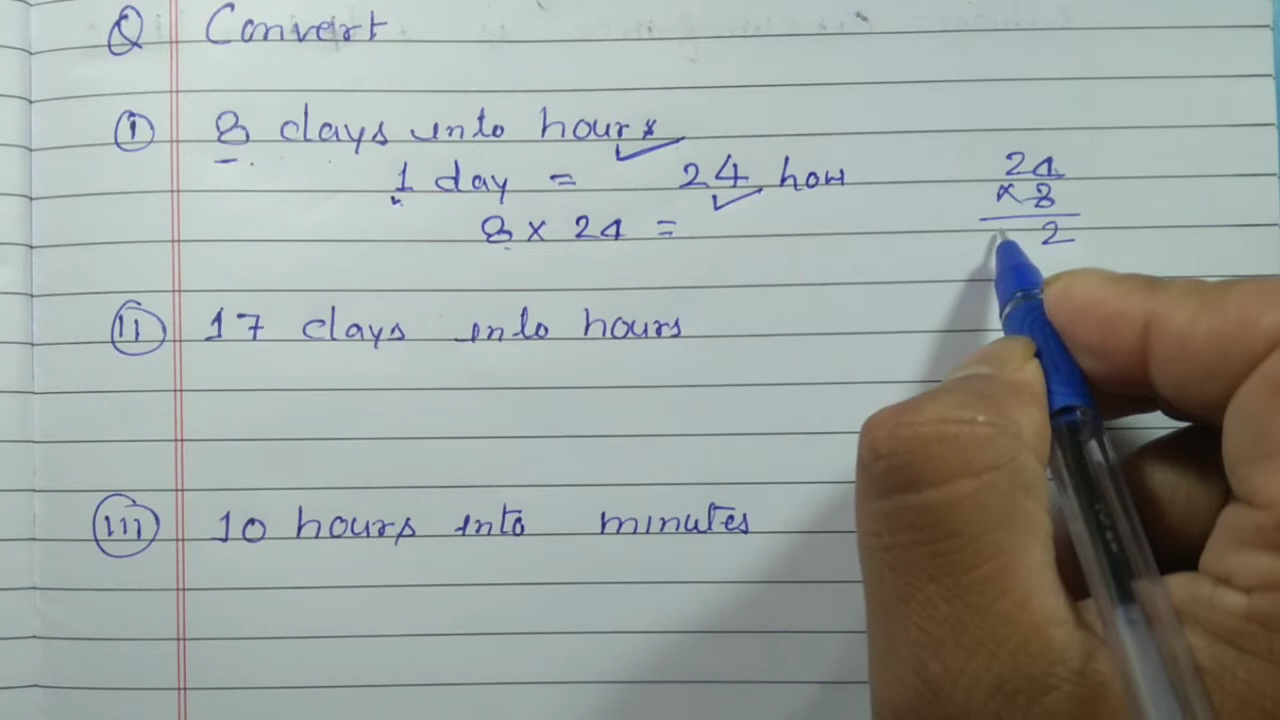 Q Convert
(i) 8 days into hours
1 day = 24 hour
8 x 24 =
24
x 8
2
(ii) 17 days into hours
(iii) 10 hours into minutes